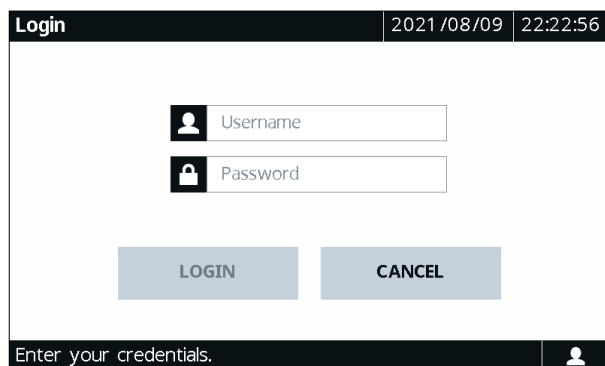 Login 2021/08/09 22:22:56
Username
Password
LOGIN CANCEL
Enter your credentials.